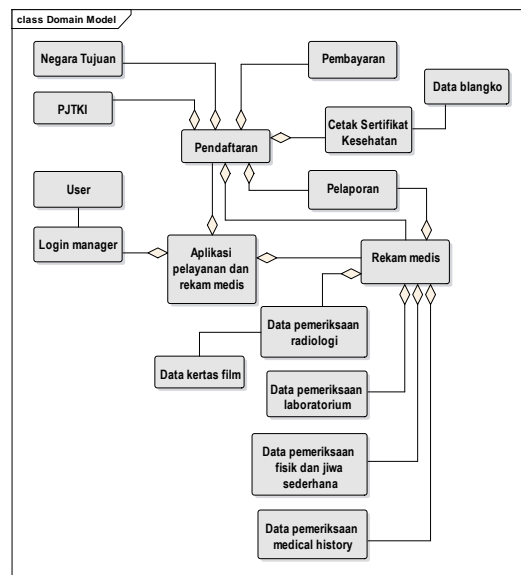 class Domain Model
Negara Tujuan
Pembayaran
Data blangko
PJTKI
Cetak Sertifikat
Kesehatan
Pendaftaran
User
Pelaporan
Login manager
Aplikasi
pelayanan dan
rekam medis
Rekam medis
Data pemeriksaan
radiologi
Data kertas film
Data pemeriksaan
laboratorium
Data pemeriksaan
fisik dan jiwa
sederhana
Data pemeriksaan
medical history